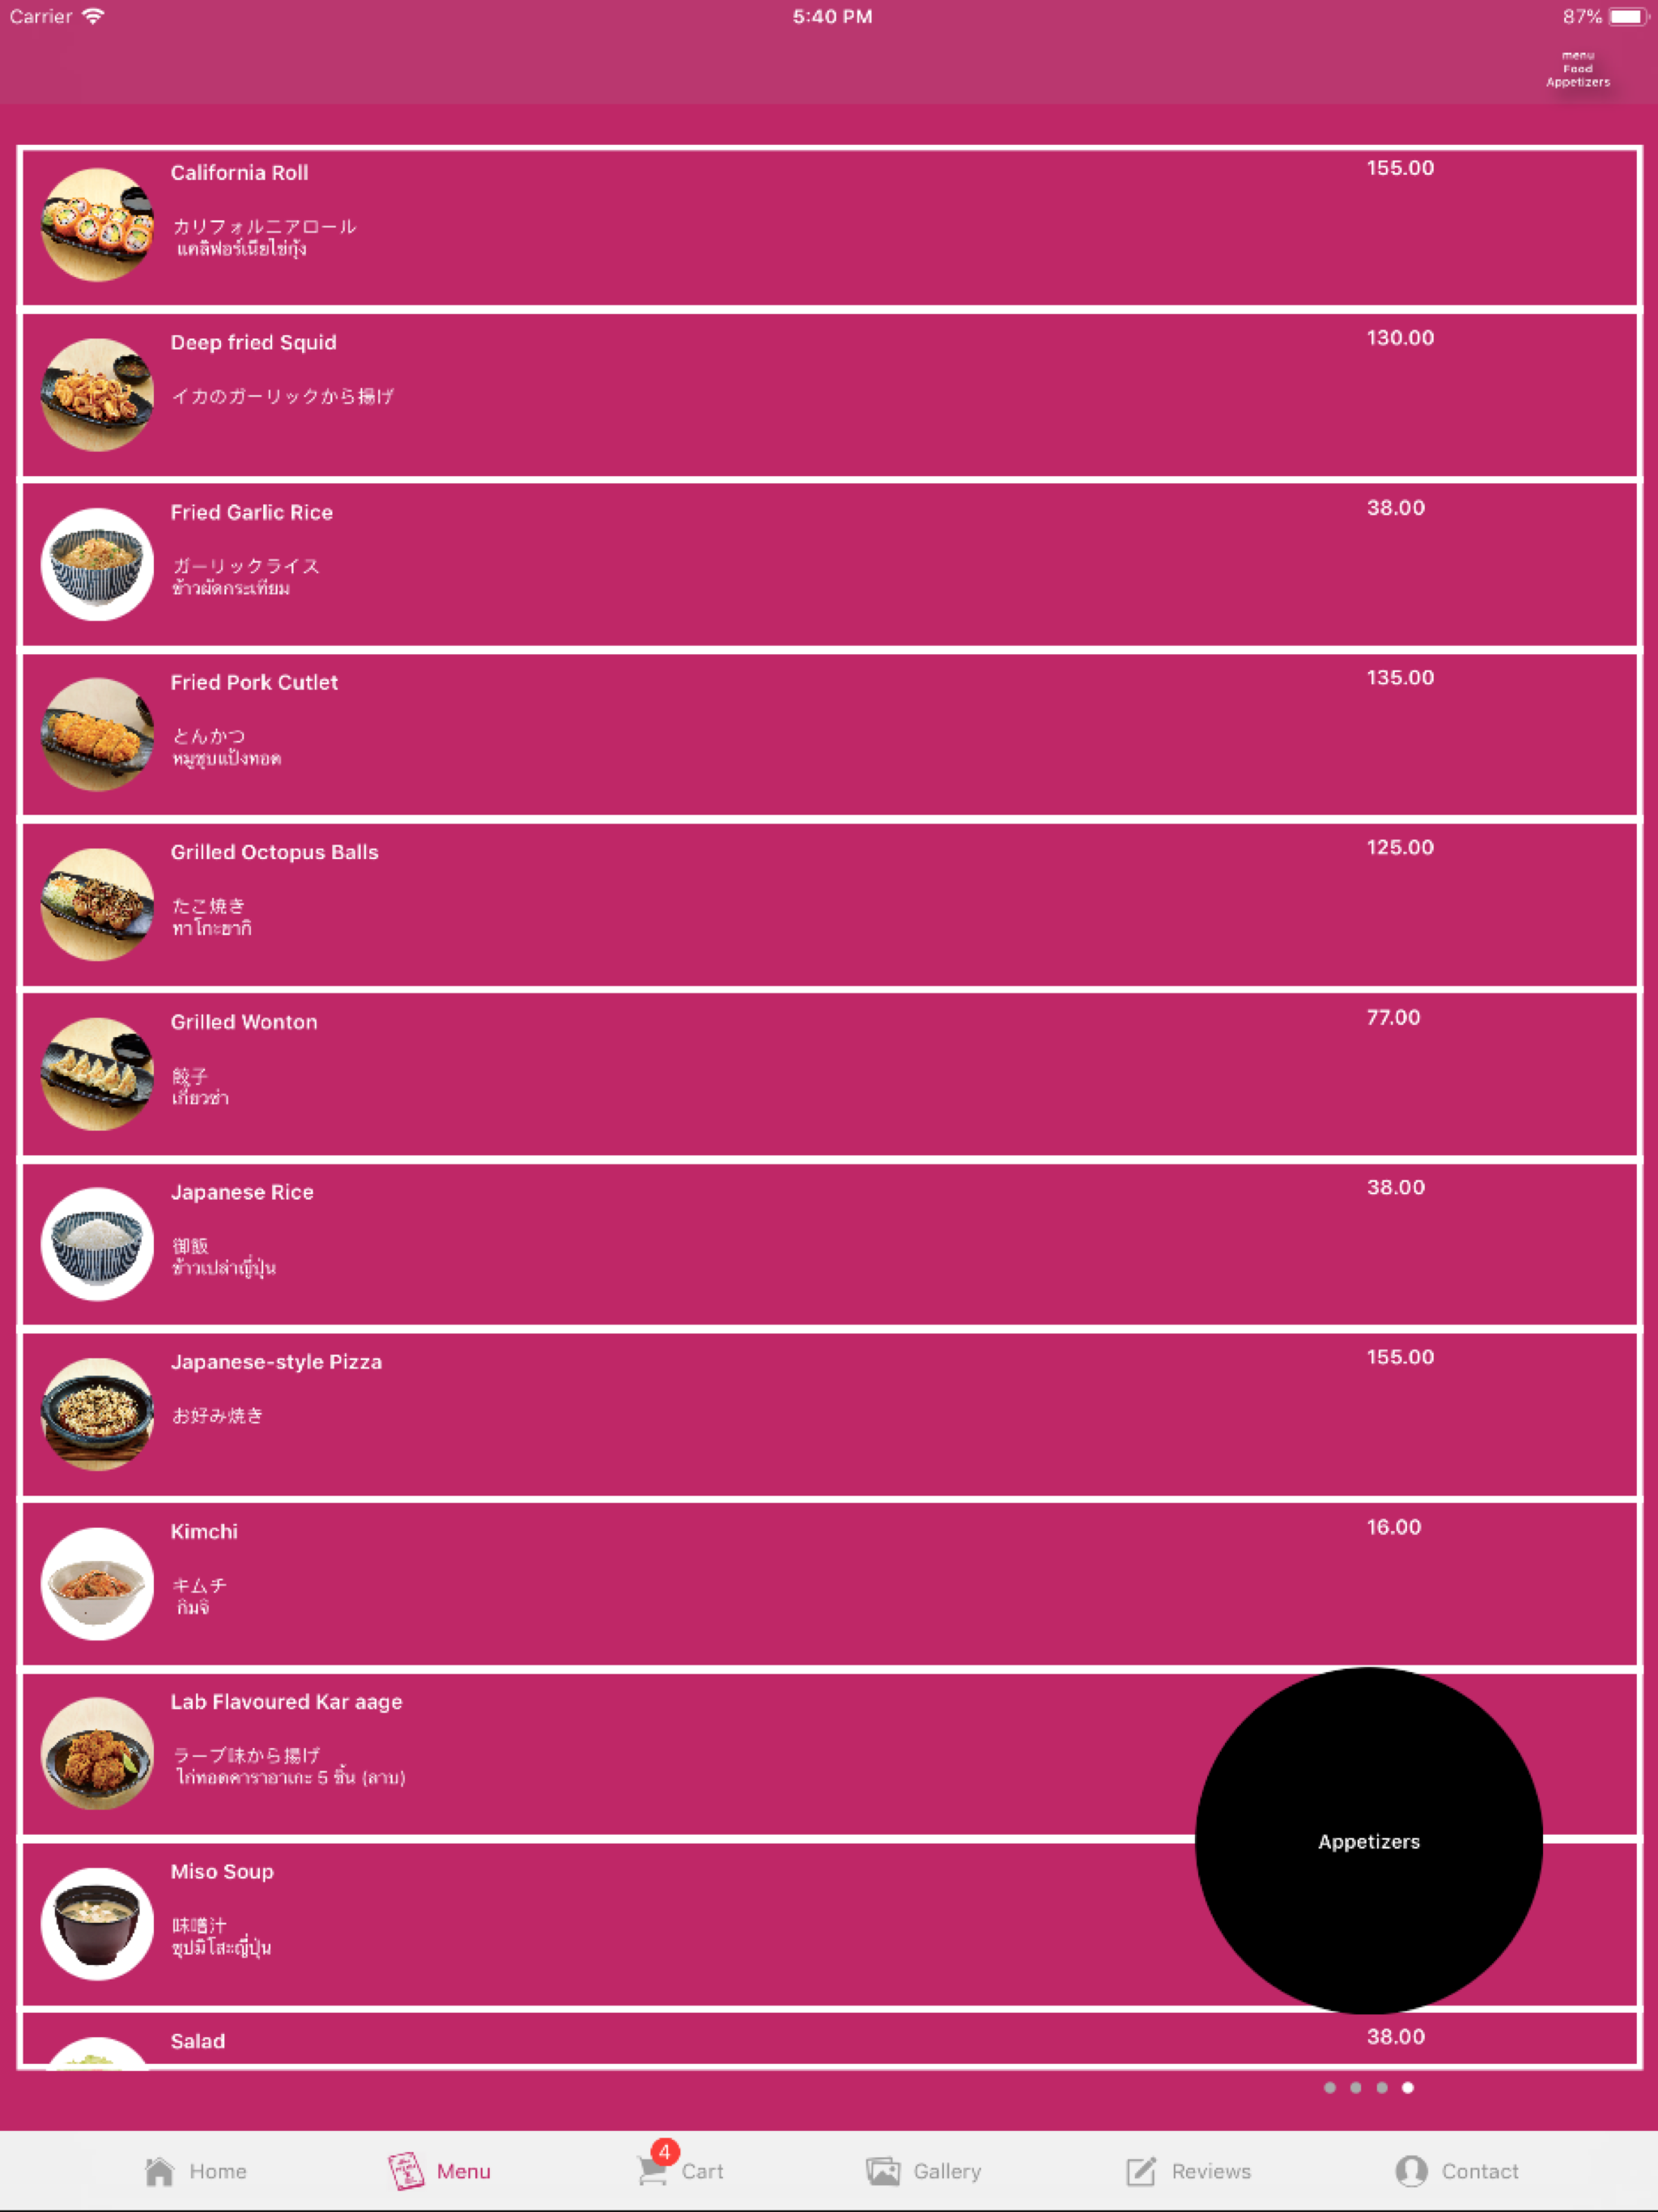 Carrier
5:40 PM
87%
menu
Food
Appetizers
California Roll
155.00
カリフォルニアロール
แคลิฟอร์เนียไข่กุ้ง
Deep fried Squid
130.00
イカのガーリックから揚げ
Fried Garlic Rice
38.00
ガーリックライス
ข้าวผัดกระเทียม
Fried Pork Cutlet
135.00
とんかつ
หมูชุบแป้งทอด
Grilled Octopus Balls
125.00
たこ焼き
ทาโกะยากิ
Grilled Wonton
77.00
餃子
เกี๊ยวซ่า
Japanese Rice
38.00
御飯
ข้าวเปล่าญี่ปุ่น
Japanese-style Pizza
155.00
お好み焼き
Kimchi
16.00
キムチ
กิมจิ
Lab Flavoured Kar aage
ラープ味から揚げ
ไก่ทอดคาราอาเกะ 5 ชิ้น (ลาบ)
Appetizers
Miso Soup
味噌汁
ซุปมิโสะญี่ปุ่น
Salad
38.00
Home
Menu
4
Cart
Gallery
Reviews
Contact